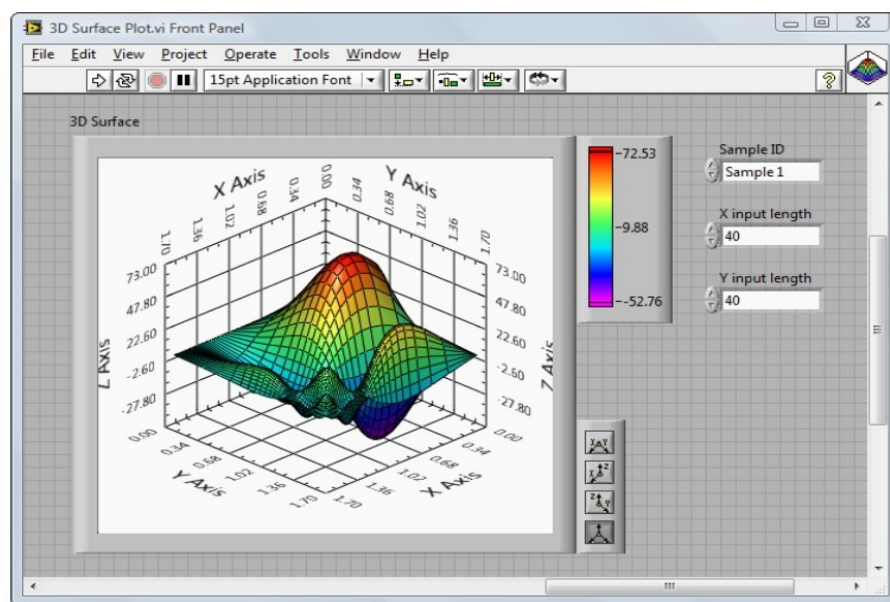 3D Surface Plot.vi Front Panel
File Edit View Project Operate Tools Window Help
15pt Application Font
3D Surface
X Axis
Y Axis
1.70 1.36 1.02 0.68 0.34 0.00
0.34 0.68 1.02 1.36 1.70
73.00
47.80
22.60
-2.60
-27.80
Z Axis
73.00
47.80
22.60
-2.60
-27.80
Z Axis
0.00 0.34 0.68 1.02 1.36 1.70
Y Axis
1.70 1.36 1.02 0.68 0.34 0.00
X Axis
-72.53
-9.88
--52.76
Sample ID
Sample 1
X input length
40
Y input length
40
X Y
X Z
Z Y